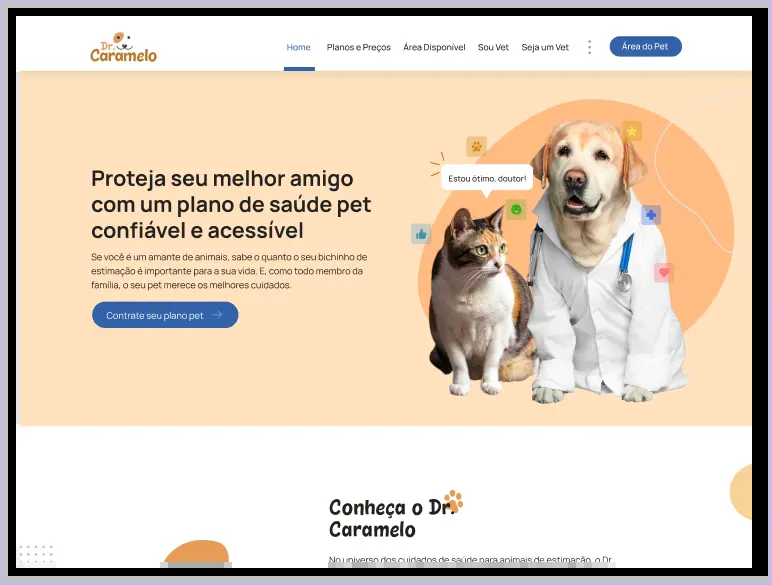 Dr.
Caramelo
Home
Planos e Preços
Área Disponível
Sou Vet
Seja um Vet
Área do Pet
Proteja seu melhor amigo
com um plano de saúde pet
confiável e acessível
Se você é um amante de animais, sabe o quanto o seu bichinho de
estimação é importante para a sua vida. E, como todo membro da
família, o seu pet merece os melhores cuidados.
Contrate seu plano pet
Estou ótimo, doutor!
Conheça o Dr.
Caramelo
No universo dos cuidados de saúde para animais de estimação, o Dr